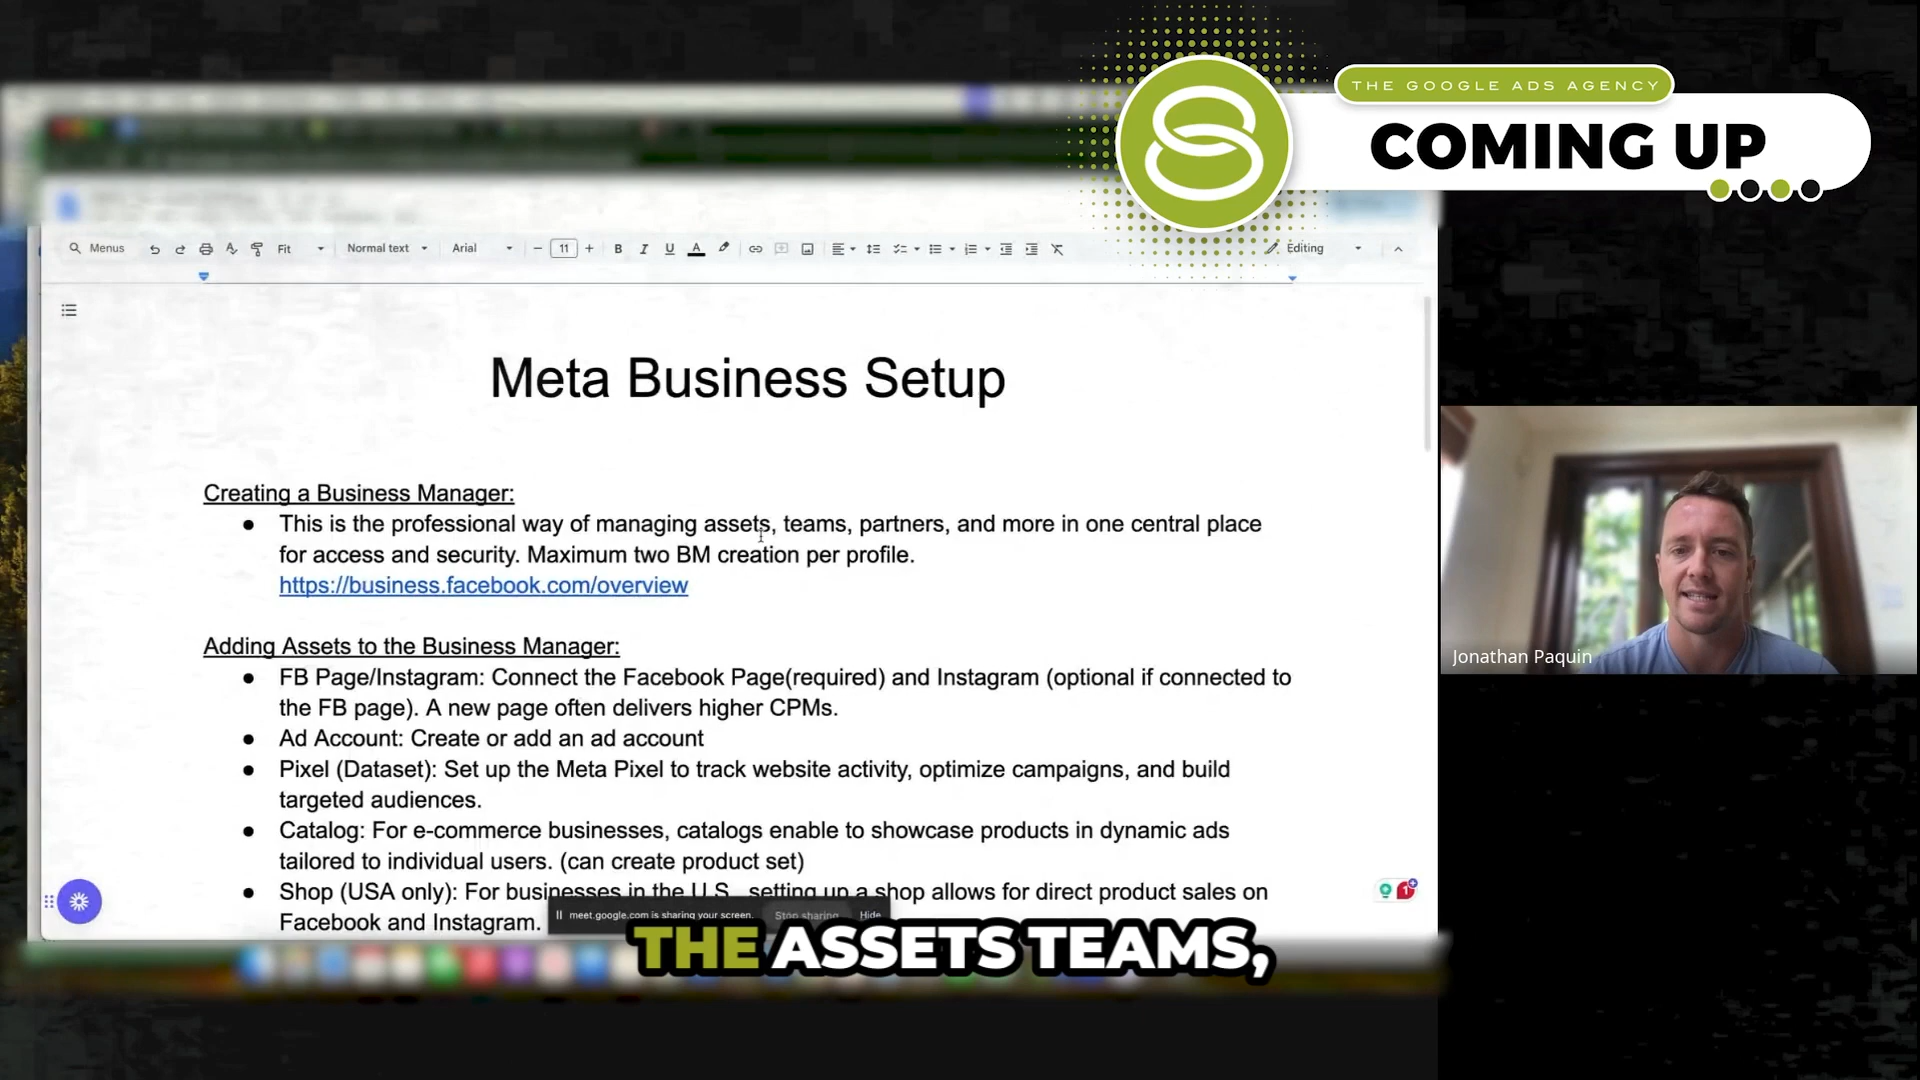 THE GOOGLE ADS AGENCY
COMING UP
Menus
Fit
Normal text
Arial
11
Editing
Meta Business Setup
Creating a Business Manager:
● This is the professional way of managing assets, teams, partners, and more in one central place
for access and security. Maximum two BM creation per profile.
https://business.facebook.com/overview
Adding Assets to the Business Manager:
● FB Page/Instagram: Connect the Facebook Page(required) and Instagram (optional if connected to
the FB page). A new page often delivers higher CPMs.
● Ad Account: Create or add an ad account
● Pixel (Dataset): Set up the Meta Pixel to track website activity, optimize campaigns, and build
targeted audiences.
● Catalog: For e-commerce businesses, catalogs enable to showcase products in dynamic ads
tailored to individual users. (can create product set)
● Shop (USA only): For businesses in the U.S., setting up a shop allows for direct product sales on
Facebook and Instagram.
meet.google.com is sharing your screen.
Stop sharing
Hide
Jonathan Paquin
THE ASSETS TEAMS,